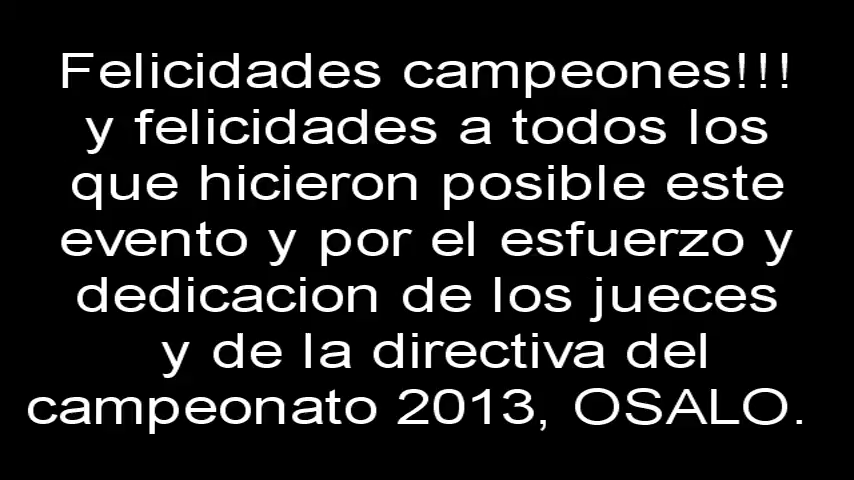 Felicidades campeones!!!
y felicidades a todos los
que hicieron posible este
evento y por el esfuerzo y
dedicacion de los jueces
y de la directiva del
campeonato 2013, OSALO.